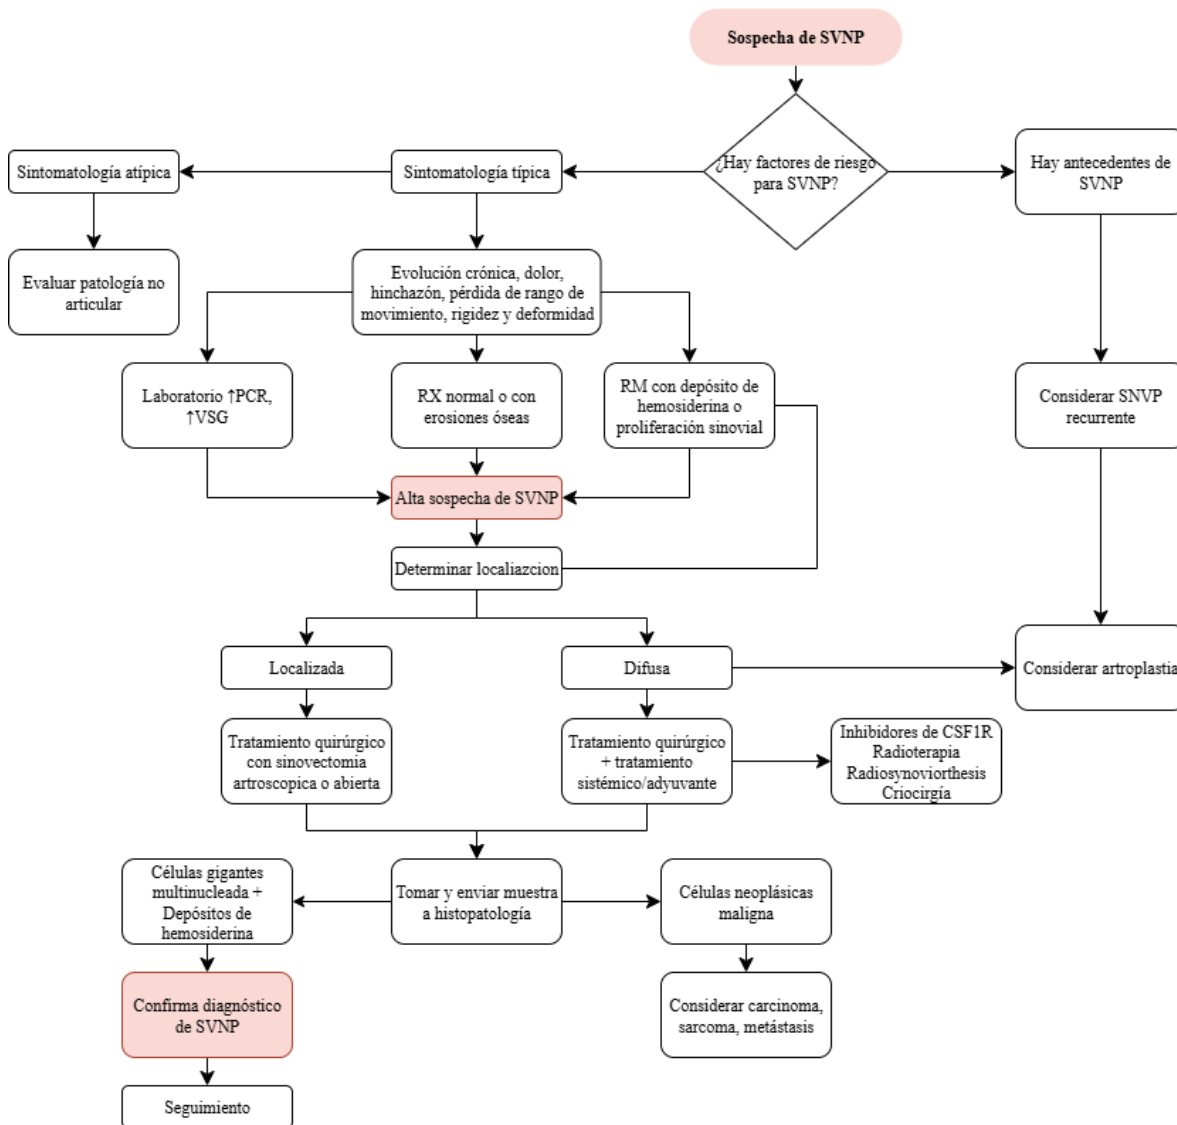 Sospecha de SVNP
¿Hay factores de riesgo
para SVNP?
Sintomatología atípica
Sintomatología típica
Hay antecedentes de
SVNP
Evaluar patología no
articular
Evolución crónica, dolor,
hinchazón, pérdida de rango de
movimiento, rigidez y deformidad
Laboratorio ↑PCR,
↑VSG
RX normal o con
erosiones óseas
RM con depósito de
hemosiderina o
proliferación sinovial
Considerar SNVP
recurrente
Alta sospecha de SVNP
Determinar localiazcion
Localizada
Difusa
Considerar artroplastia
Tratamiento quirúrgico
con sinovectomia
artroscopica o abierta
Tratamiento quirúrgico
+ tratamiento
sistémico/adyuvante
Inhibidores de CSF1R
Radioterapia
Radiosynoviorthesis
Criocirgía
Células gigantes
multinucleada +
Depósitos de
hemosiderina
Tomar y enviar muestra
a histopatología
Células neoplásicas
maligna
Confirma diagnóstico
de SVNP
Considerar carcinoma,
sarcoma, metástasis
Seguimiento